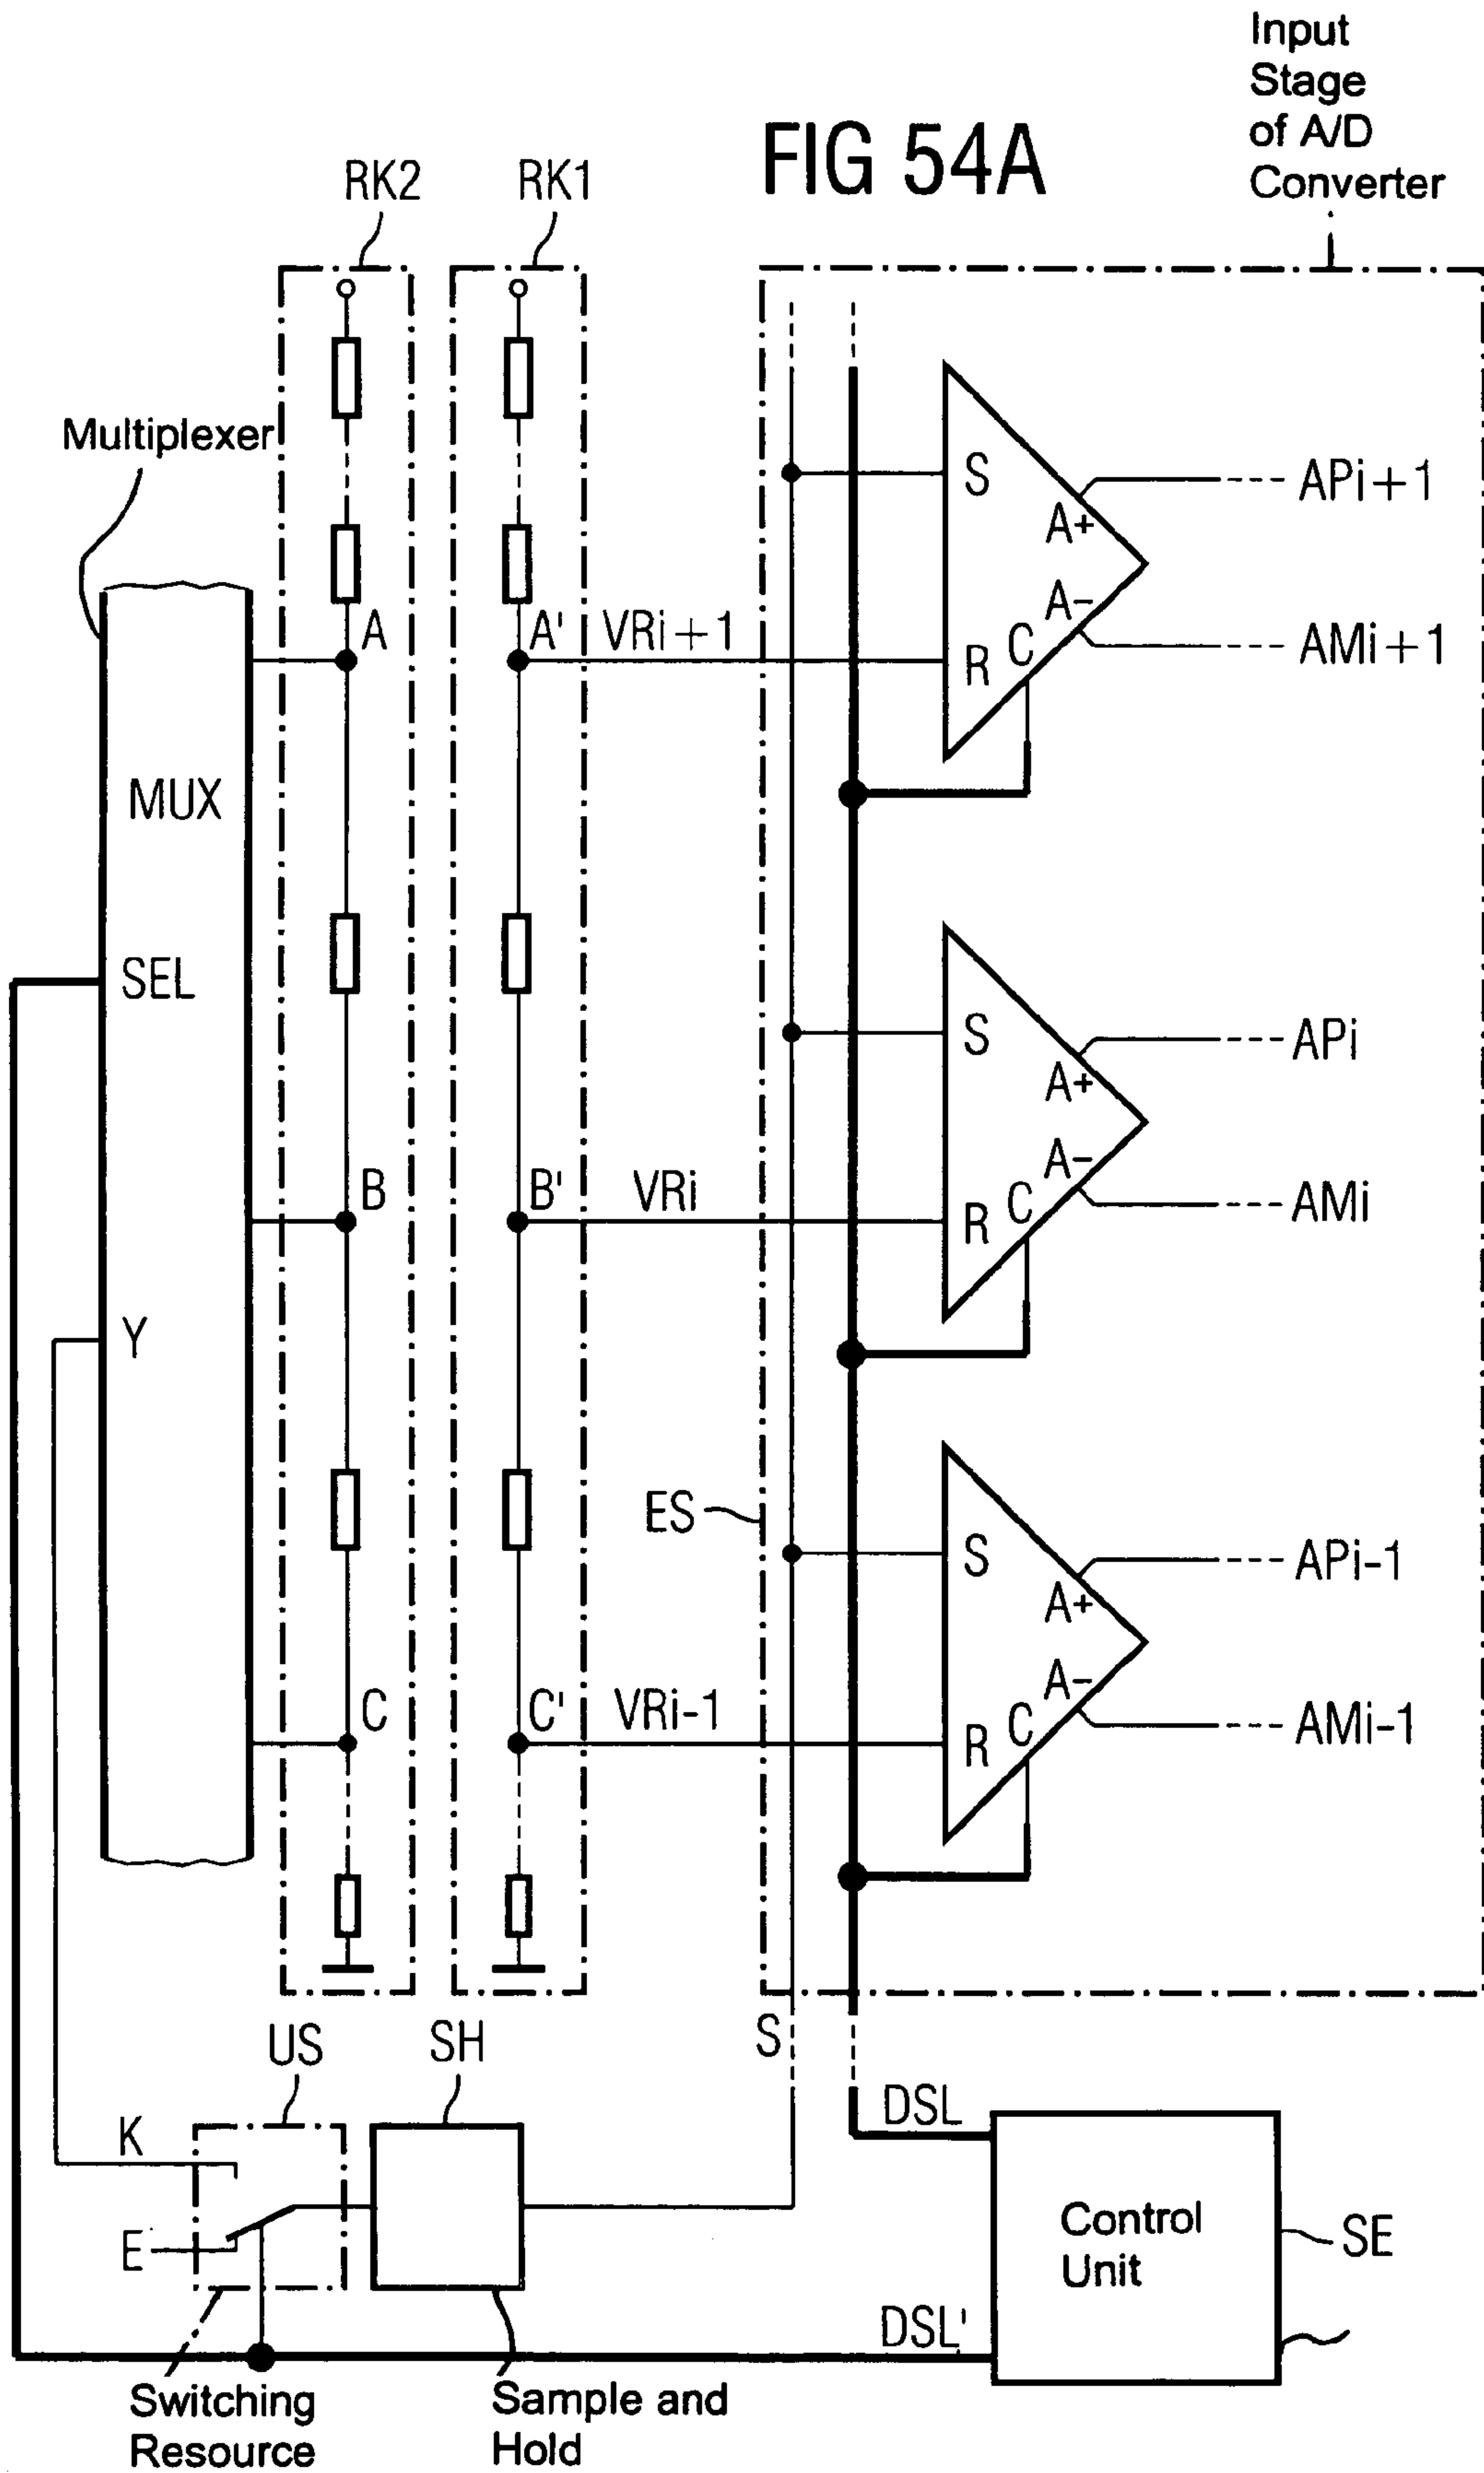 Input
Stage
of A/D
Converter
FIG 54A
RK2
RK1
Multiplexer
S
A+
APi+1
A-
AMi+1
A
A'
VRi+1
R
C
MUX
SEL
S
A+
APi
A-
AMi
B
B'
VRi
R
C
Y
ES
S
A+
APi-1
A-
AMi-1
C
C'
VRi-1
R
C
US
SH
S
DSL
K
E
Control
Unit
SE
DSL'
Switching
Resource
Sample and
Hold